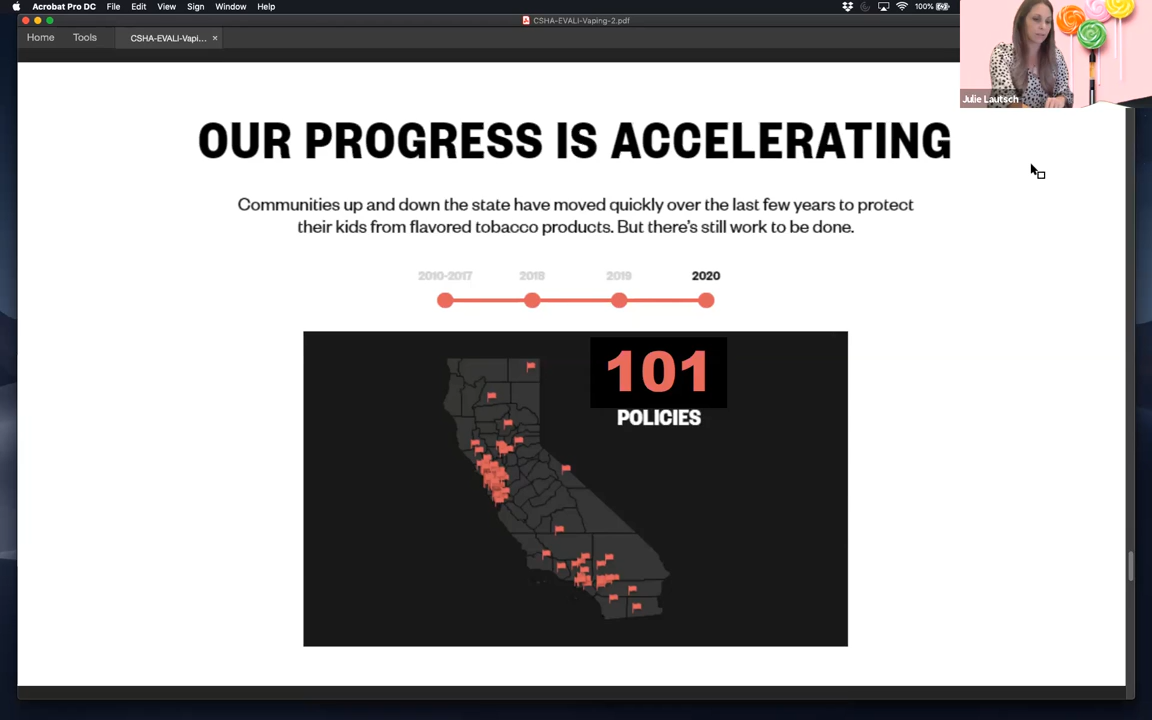 Acrobat Pro DC File Edit View Sign Window Help
100%
CSHA-EVALI-Vaping-2.pdf
Home Tools CSHA-EVALI-Vapi... ×
Julie Lautsch
OUR PROGRESS IS ACCELERATING
Communities up and down the state have moved quickly over the last few years to protect
their kids from flavored tobacco products. But there's still work to be done.
2010-2017 2018 2019 2020
101
POLICIES